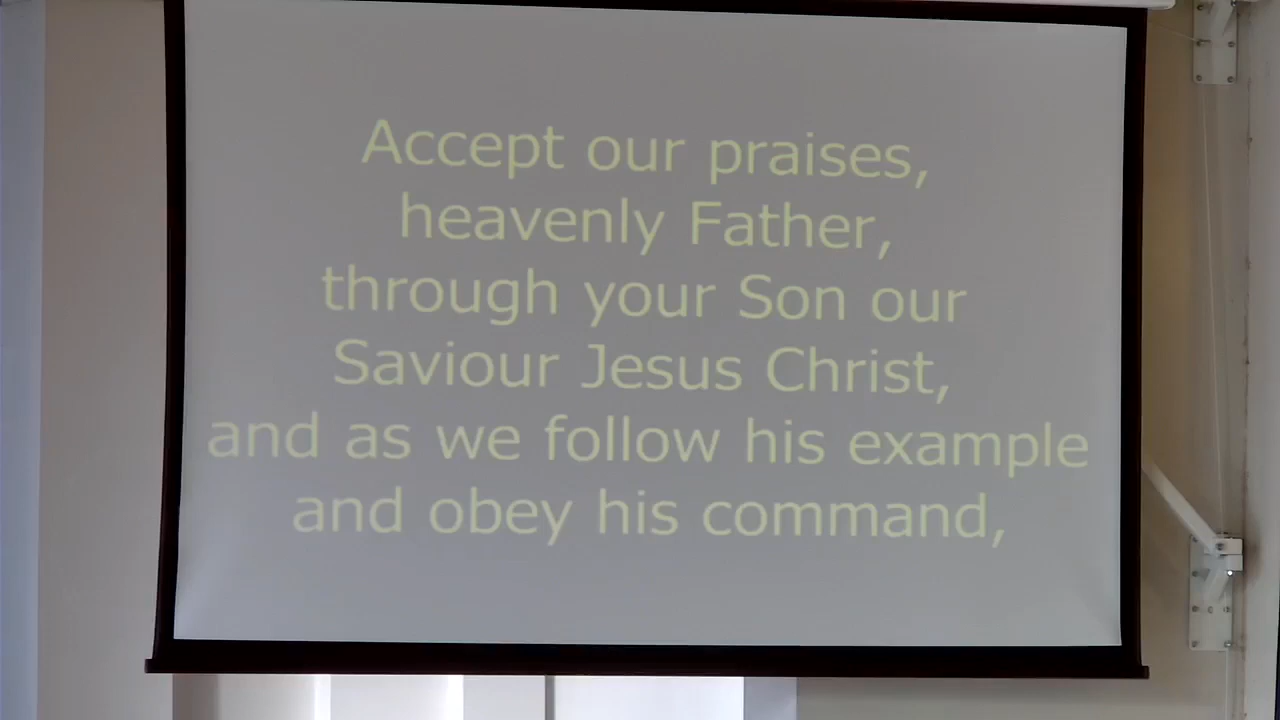 Accept our praises,
heavenly Father,
through your Son our
Saviour Jesus Christ,
and as we follow his example
and obey his command,